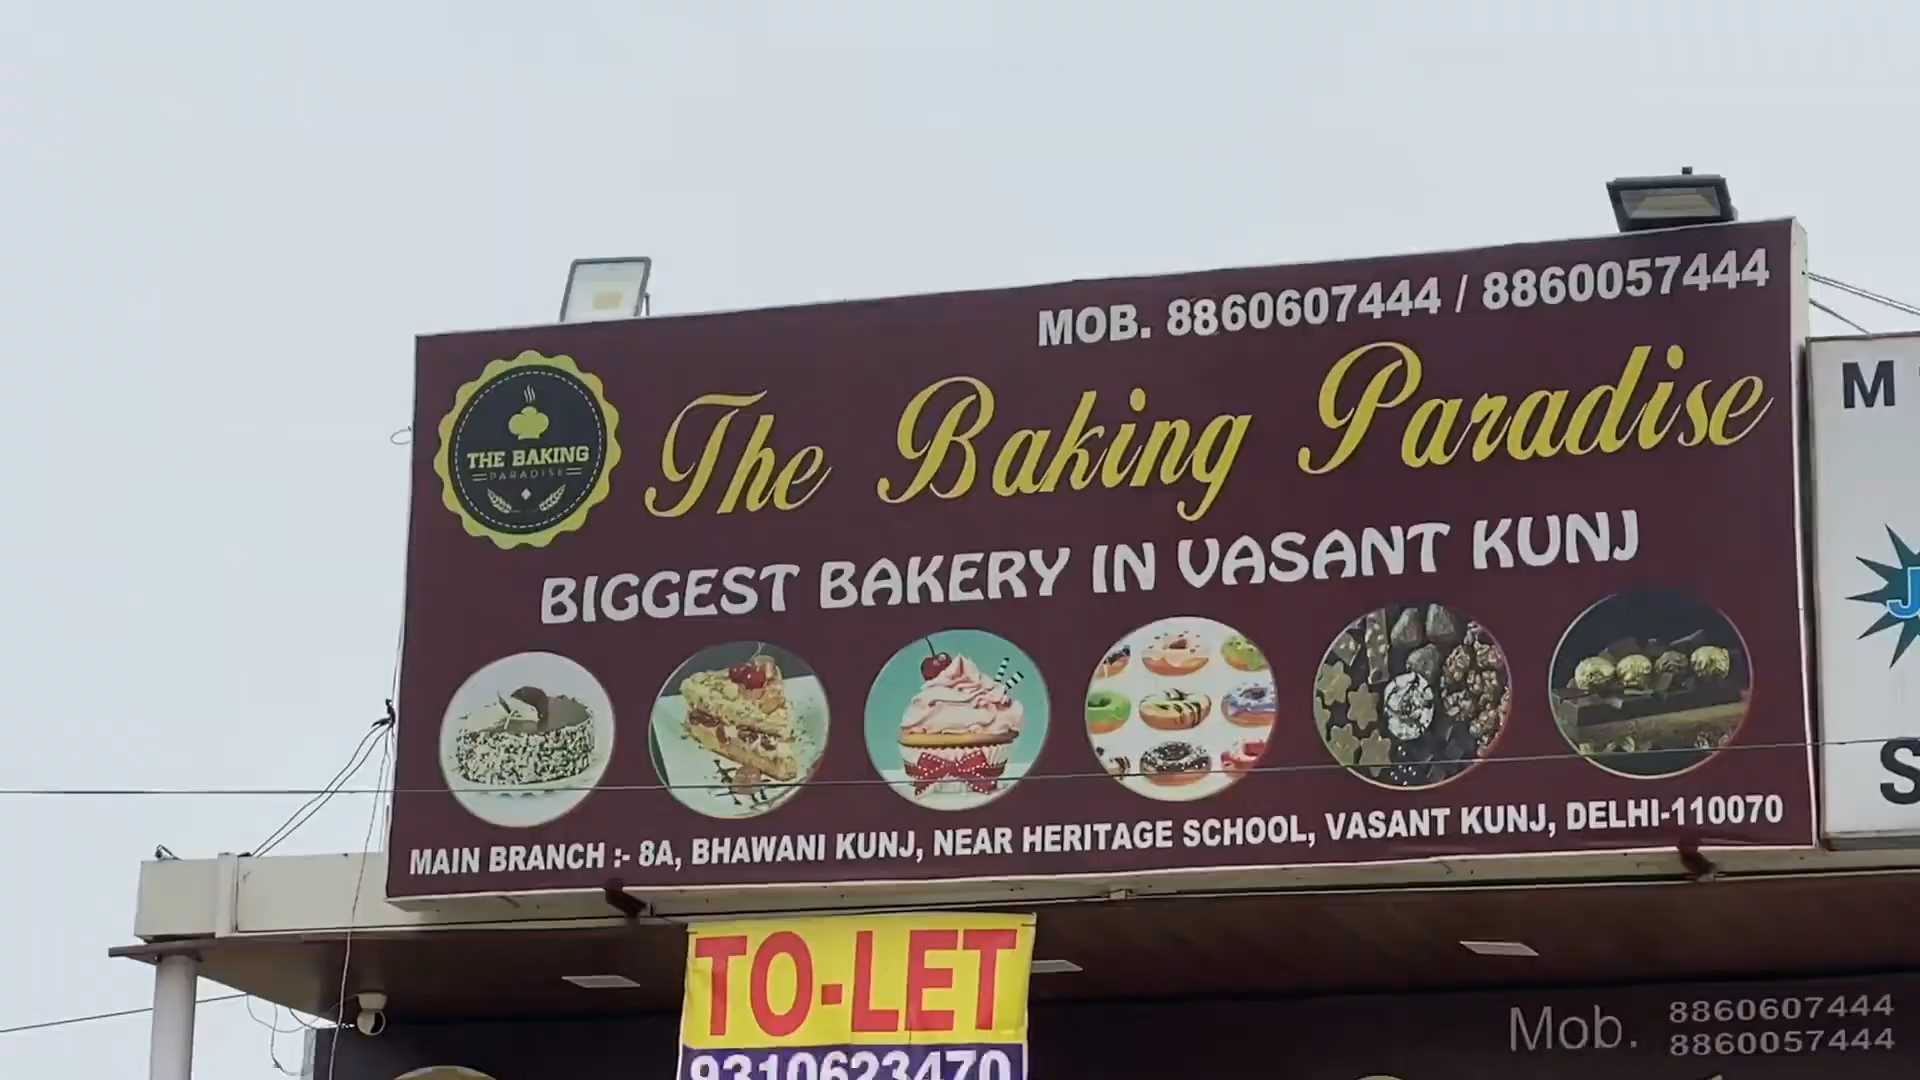 MOB. 8860607444 / 8860057444
THE BAKING
PARADISE
The Baking Paradise
BIGGEST BAKERY IN VASANT KUNJ
MAIN BRANCH :- 8A, BHAWANI KUNJ, NEAR HERITAGE SCHOOL, VASANT KUNJ, DELHI-110070
TO-LET
9310623470
Mob. 8860607444
8860057444
M
J
S